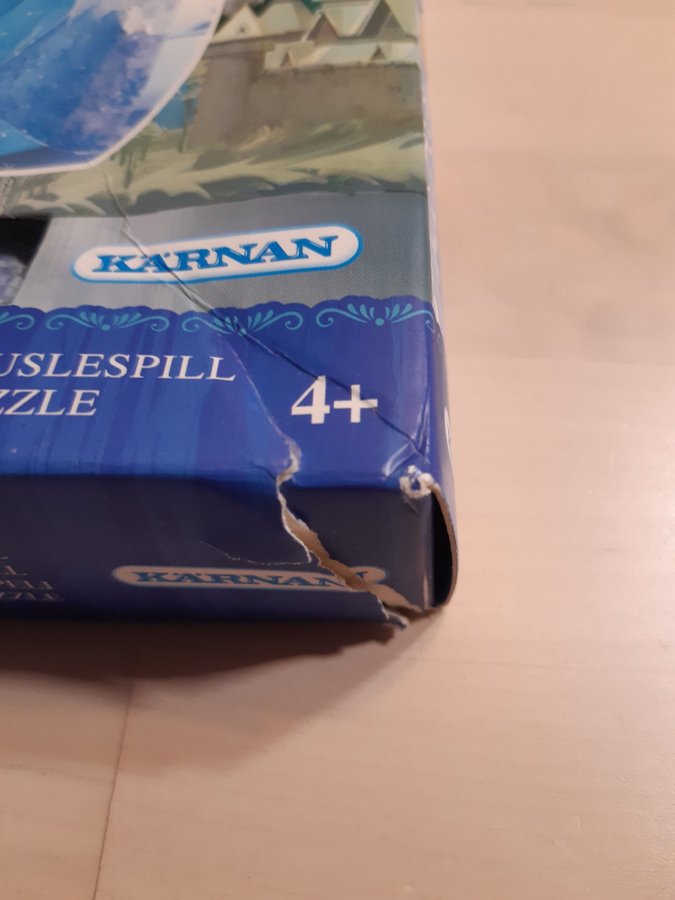 KÄRNAN
USLESPILL
ZZLE
4+
KÄRNAN